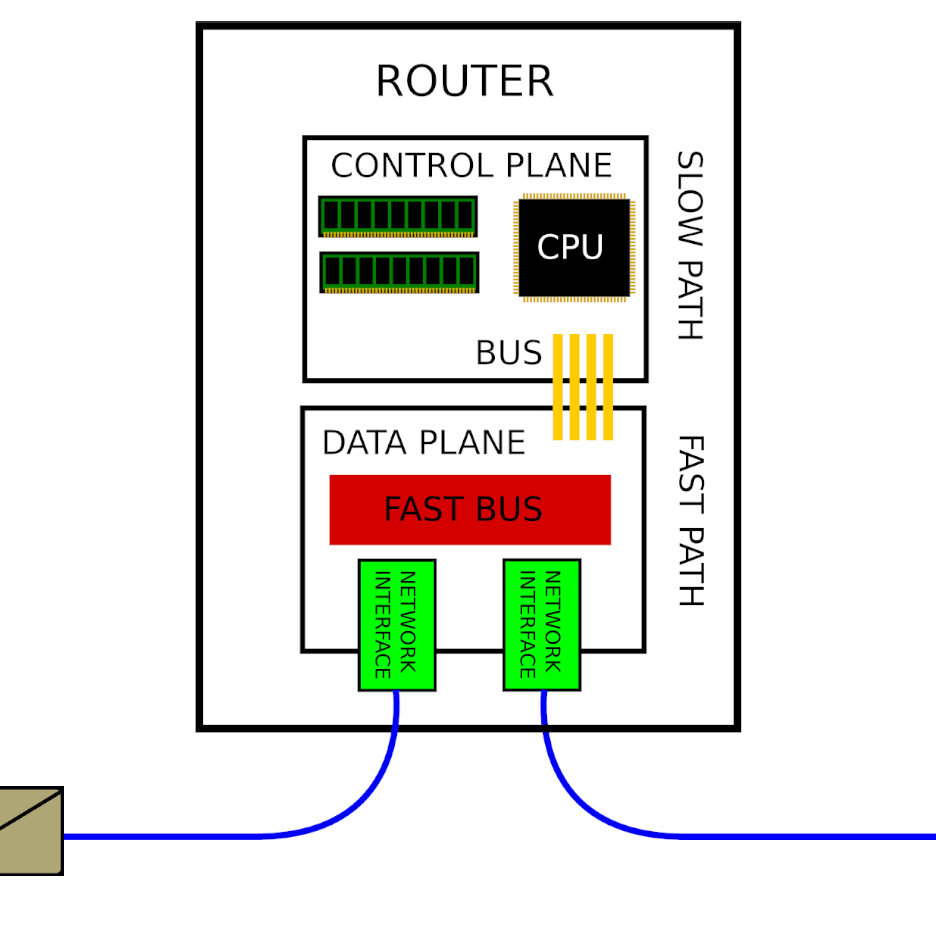 ROUTER
CONTROL PLANE
CPU
BUS
SLOW PATH
DATA PLANE
FAST BUS
NETWORK
INTERFACE
NETWORK
INTERFACE
FAST PATH